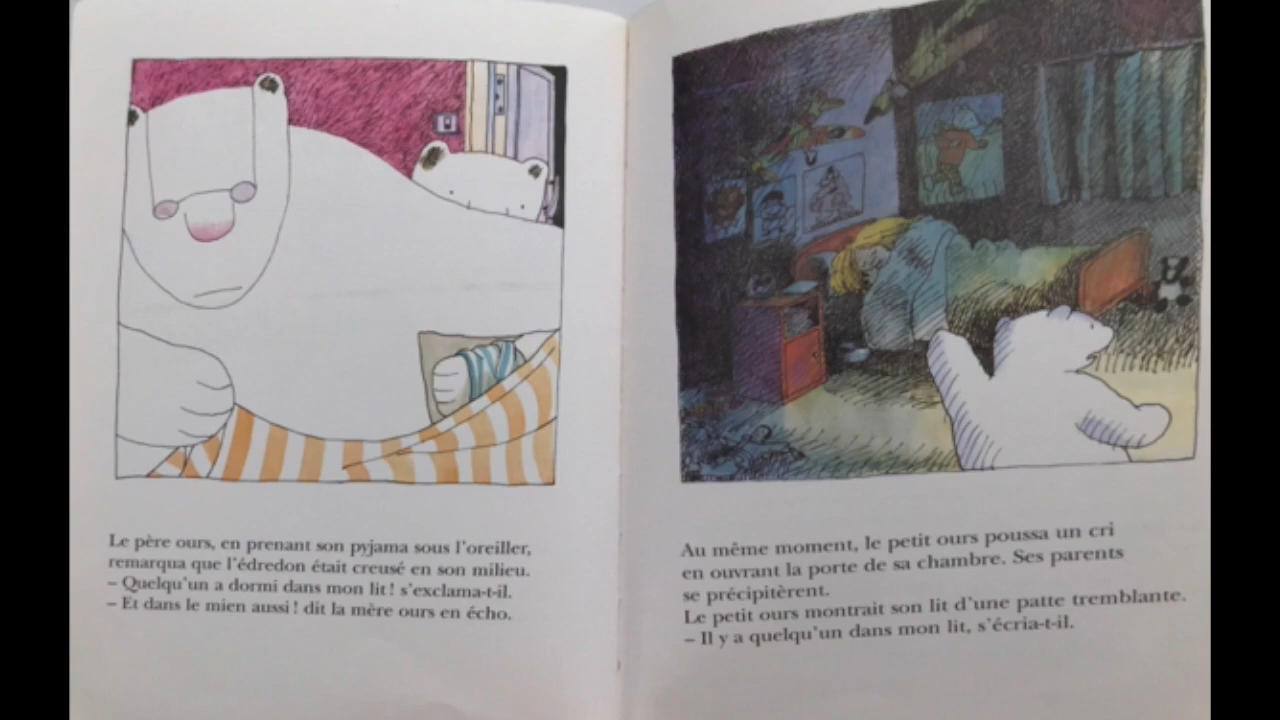 Le père ours, en prenant son pyjama sous l'oreiller,
remarqua que l'édredon était creusé en son milieu.
– Quelqu'un a dormi dans mon lit ! s'exclama-t-il.
– Et dans le mien aussi ! dit la mère ours en écho.
Au même moment, le petit ours poussa un cri
en ouvrant la porte de sa chambre. Ses parents
se précipitèrent.
Le petit ours montrait son lit d'une patte tremblante.
– Il y a quelqu'un dans mon lit, s'écria-t-il.